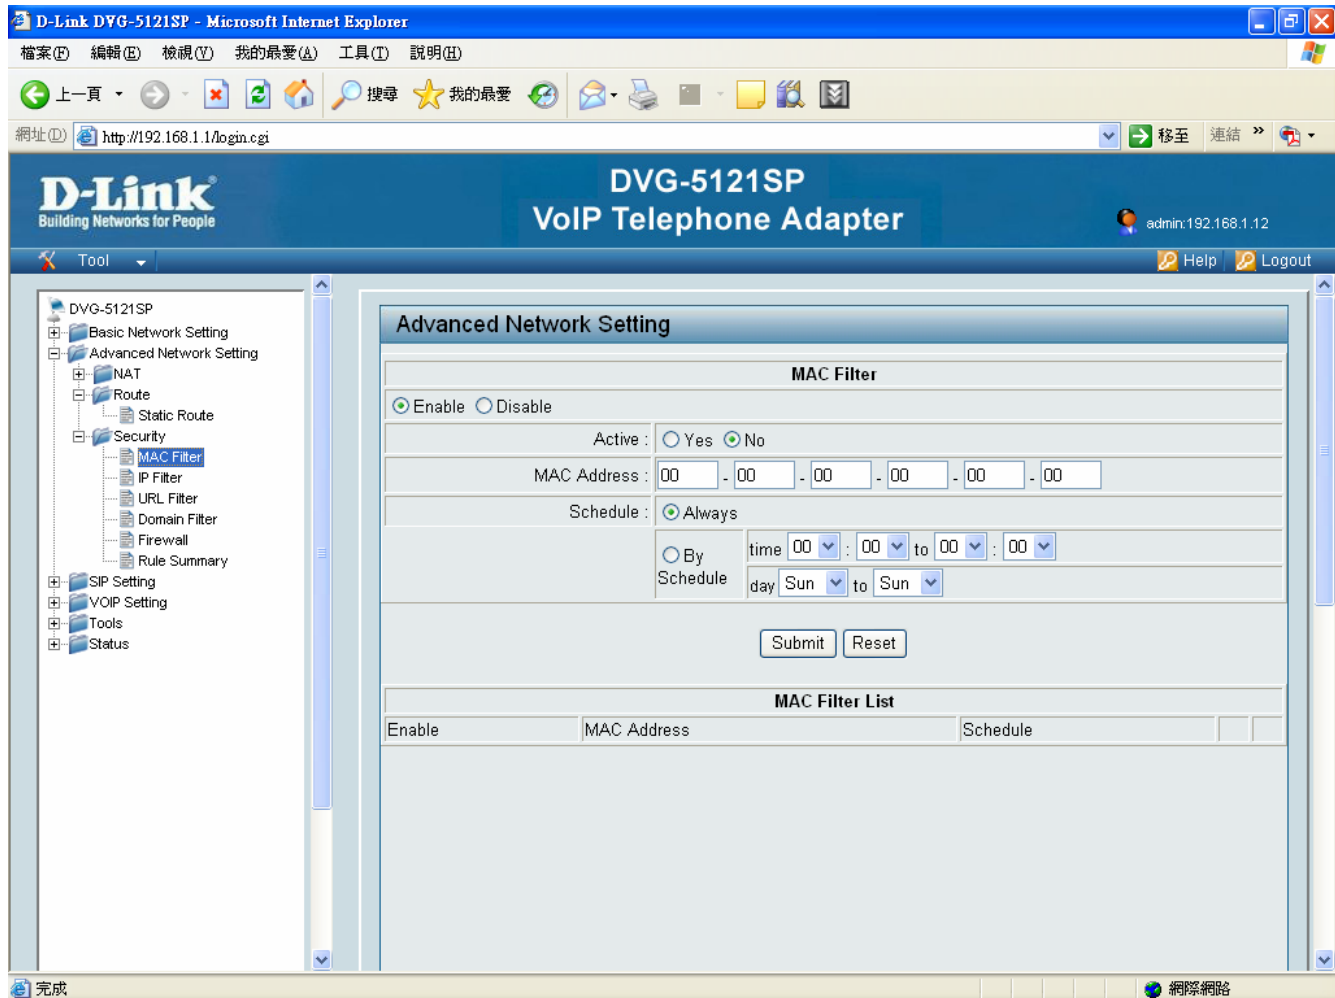 D-Link DVG-5121SP - Microsoft Internet Explorer
檔案(F) 編輯(E) 檢視(V) 我的最愛(A) 工具(T) 說明(H)
上一頁 搜尋 我的最愛
網址(D) http://192.168.1.1/login.cgi 移至 連結 »
D-Link®
Building Networks for People
DVG-5121SP
VoIP Telephone Adapter
admin:192.168.1.12
Tool Help Logout
DVG-5121SP
Basic Network Setting
Advanced Network Setting
NAT
Route
Static Route
Security
MAC Filter
IP Filter
URL Filter
Domain Filter
Firewall
Rule Summary
SIP Setting
VOIP Setting
Tools
Status
Advanced Network Setting
MAC Filter
Enable Disable
Active : Yes No
MAC Address : 00 - 00 - 00 - 00 - 00 - 00
Schedule : Always
By Schedule
time 00 : 00 to 00 : 00
day Sun to Sun
Submit Reset
MAC Filter List
Enable MAC Address Schedule
完成 網際網路